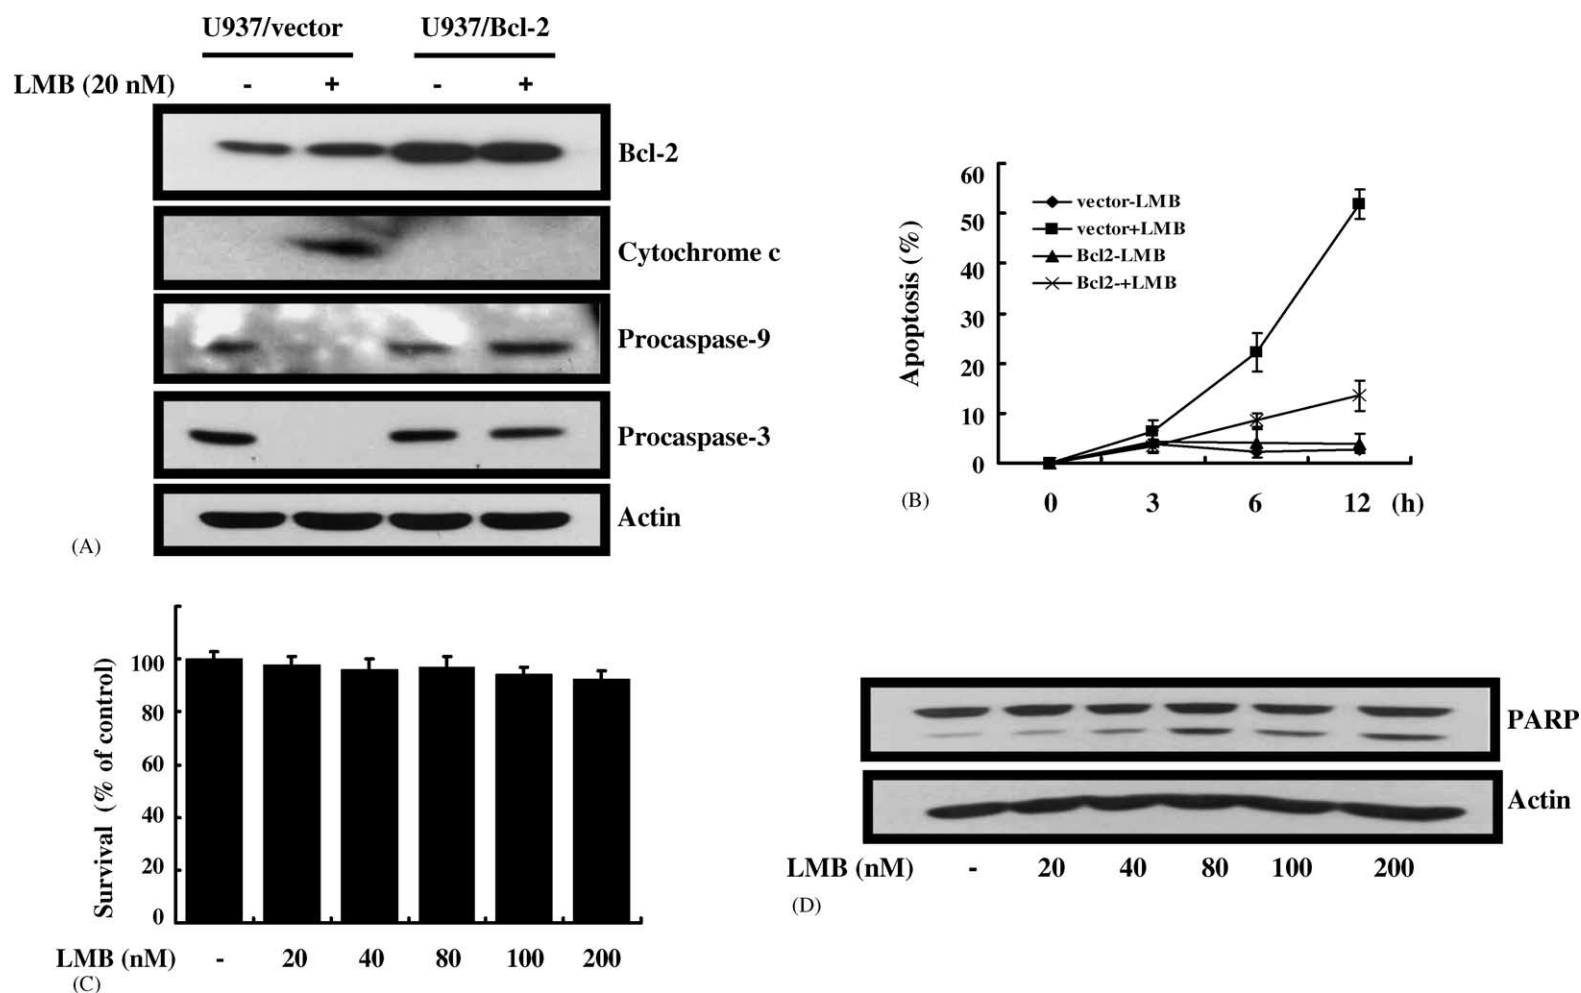 U937/vector U937/Bcl-2
LMB (20 nM) - + - +
Bcl-2
Cytochrome c
Procaspase-9
Procaspase-3
Actin
(A)
Apoptosis (%)
60
50
40
30
20
10
0
vector-LMB
vector+LMB
Bcl2-LMB
Bcl2-+LMB
0 3 6 12 (h)
(B)
Survival (% of control)
100
80
60
40
20
0
LMB (nM) - 20 40 80 100 200
(C)
PARP
Actin
LMB (nM) - 20 40 80 100 200
(D)